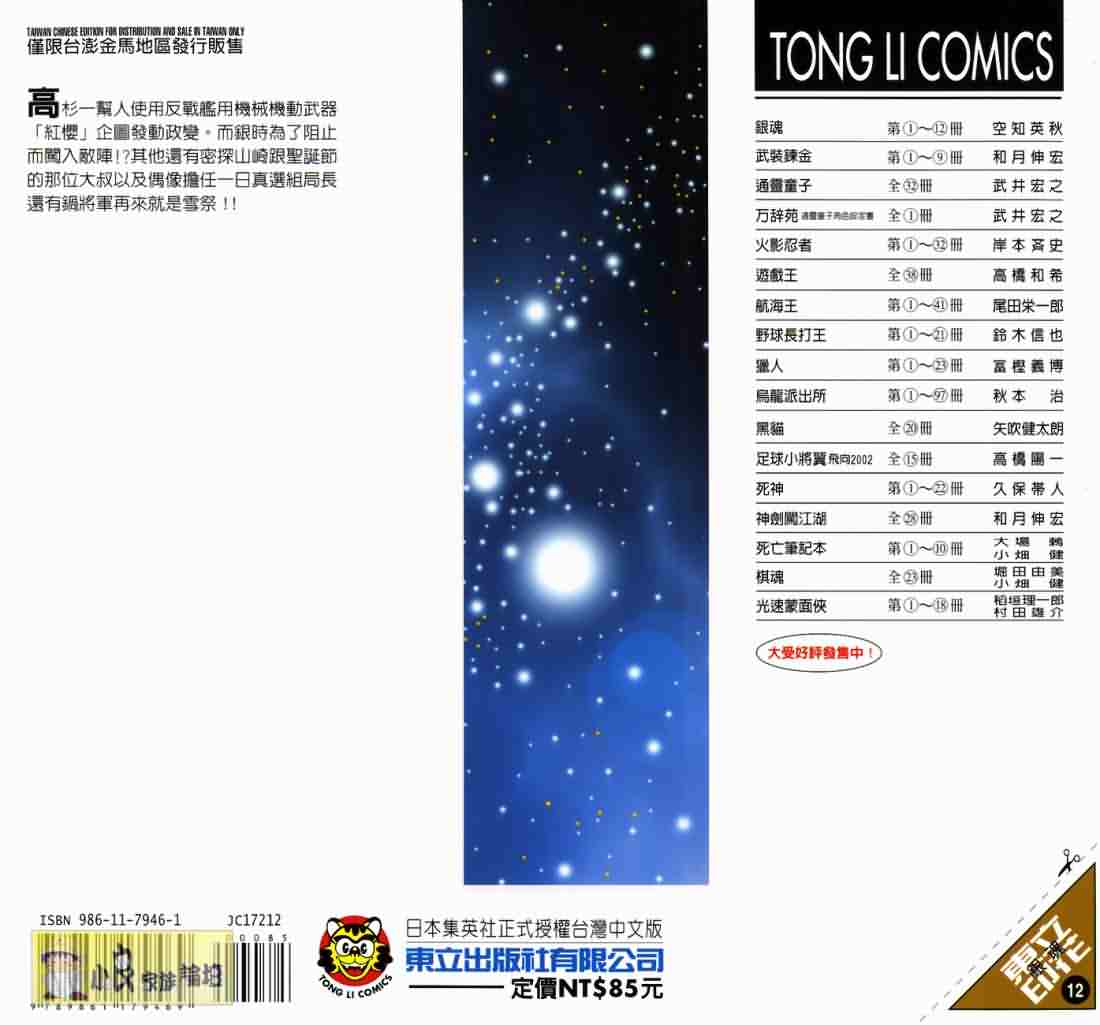 TAIWAN CHINESE EDITION FOR DISTRIBUTION AND SALE IN TAIWAN ONLY
僅限台澎金馬地區發行販售
高杉一幫人使用反戰艦用機械機動武器
「紅櫻」企圖發動政變。而銀時為了阻止
而闖入敵陣!?其他還有密探山崎跟聖誕節
的那位大叔以及偶像擔任一日真選組局長
還有鍋將軍再來就是雪祭!!
TONG LI COMICS
銀魂 第①～⑫冊 空知英秋
武裝鍊金 第①～⑨冊 和月伸宏
通靈童子 全㉜冊 武井宏之
万辞苑 通靈童子角色設定書 全①冊 武井宏之
火影忍者 第①～㉜冊 岸本斉史
遊戲王 全㊳冊 高橋和希
航海王 第①～㊶冊 尾田栄一郎
野球長打王 第①～㉑冊 鈴木信也
獵人 第①～㉓冊 富樫義博
烏龍派出所 第①～97冊 秋本 治
黑貓 全⑳冊 矢吹健太朗
足球小將翼 飛向2002 全⑮冊 高橋陽一
死神 第①～㉒冊 久保帯人
神劍闖江湖 全㉘冊 和月伸宏
死亡筆記本 第①～⑩冊 大場 鶇
小畑 健
棋魂 全㉓冊 堀田由美
小畑 健
光速蒙面俠 第①～⑱冊 稻垣理一郎
村田雄介
大受好評發售中！
ISBN 986-11-7946-1 JC17212
00085
小只家族論坛
TONG LI COMICS
日本集英社正式授權台灣中文版
東立出版社有限公司
定價NT$85元
東立
銀魂
12